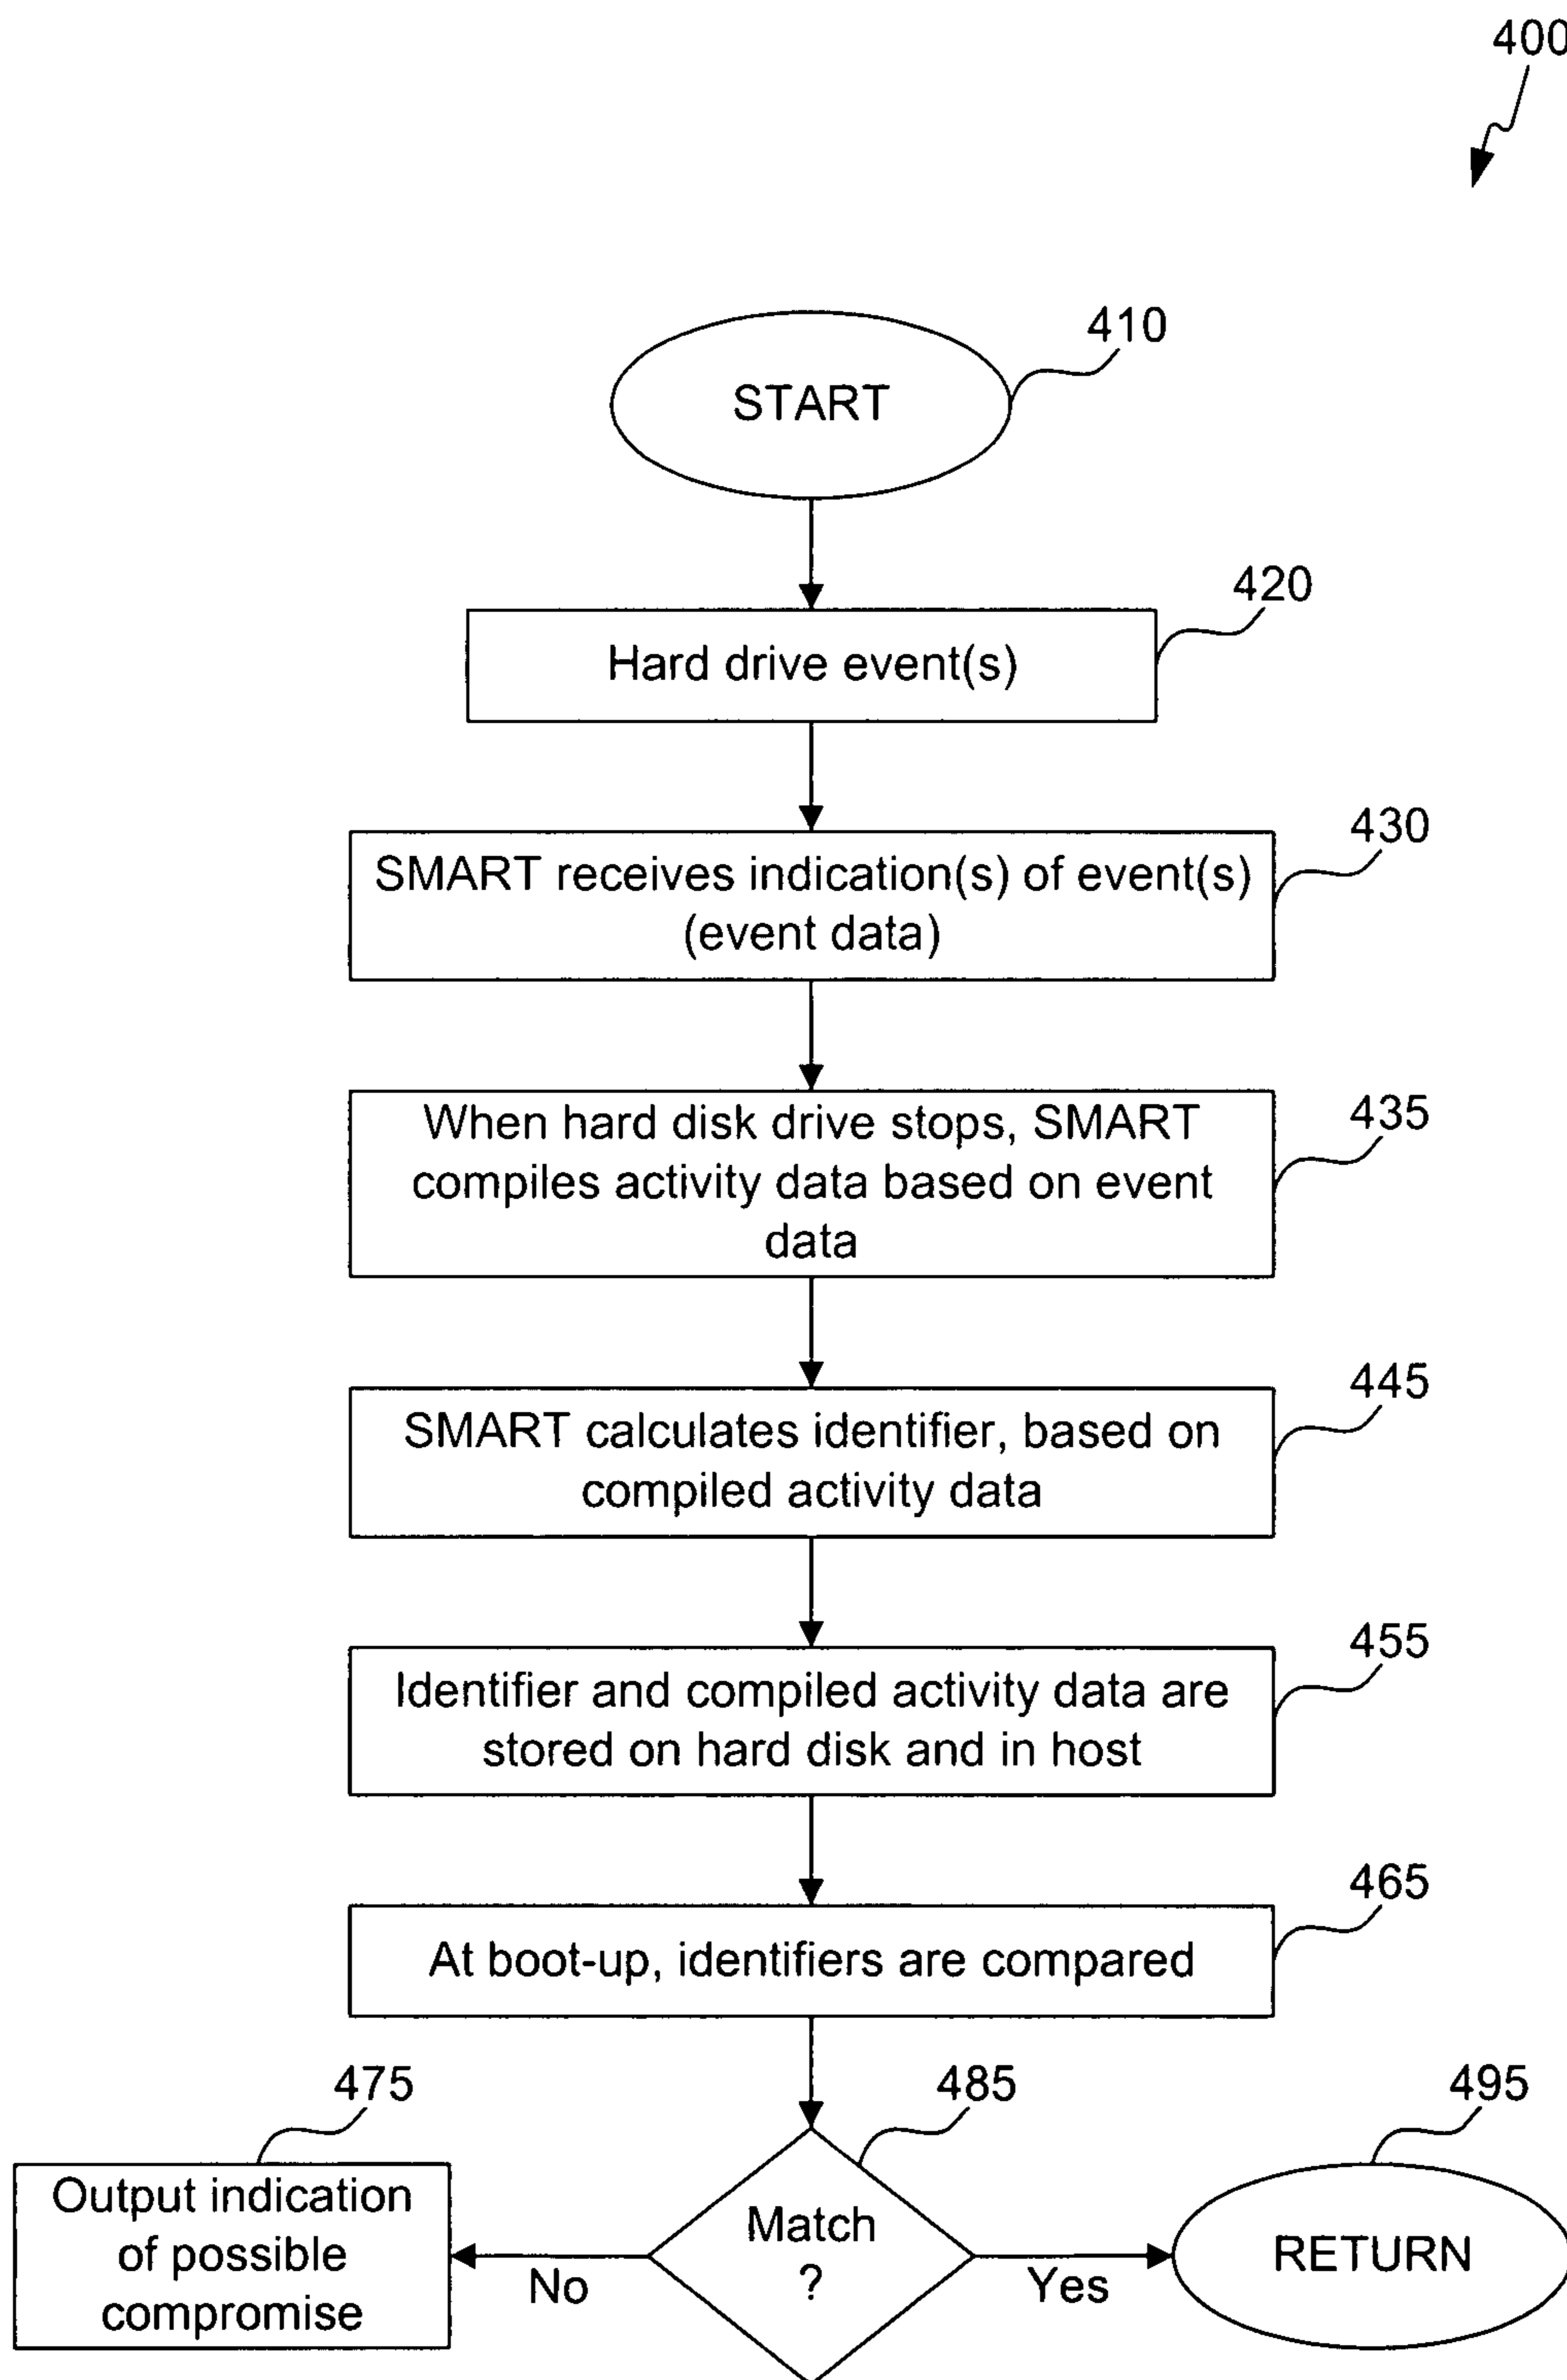 400
410
START
420
Hard drive event(s)
430
SMART receives indication(s) of event(s)
(event data)
435
When hard disk drive stops, SMART
compiles activity data based on event
data
445
SMART calculates identifier, based on
compiled activity data
455
Identifier and compiled activity data are
stored on hard disk and in host
465
At boot-up, identifiers are compared
475
485
495
Output indication
of possible
compromise
No
Match
?
Yes
RETURN